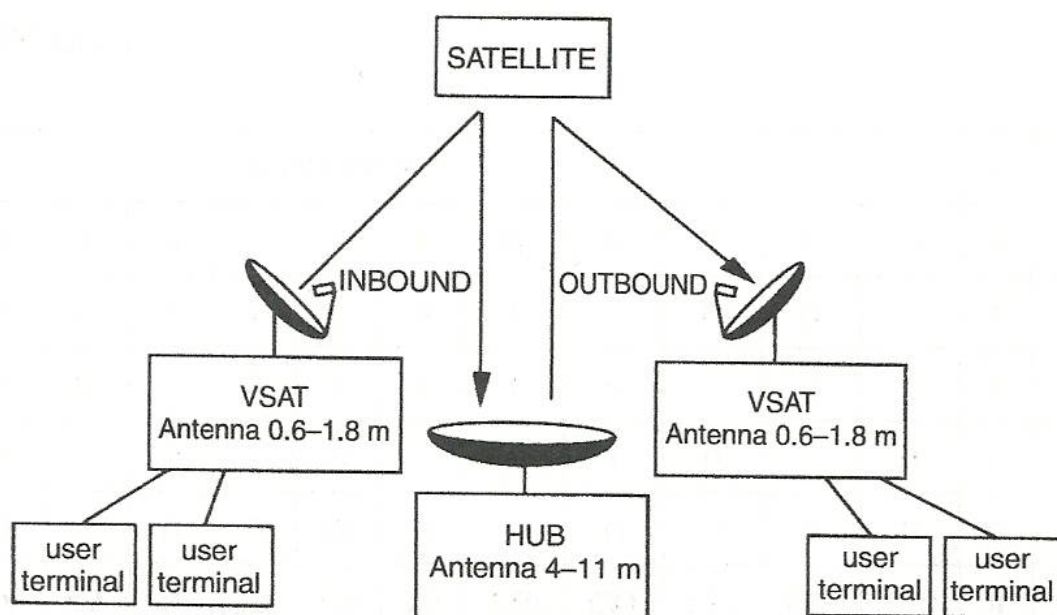 SATELLITE
INBOUND
OUTBOUND
VSAT
Antenna 0.6–1.8 m
VSAT
Antenna 0.6–1.8 m
HUB
Antenna 4–11 m
user
terminal
user
terminal
user
terminal
user
terminal